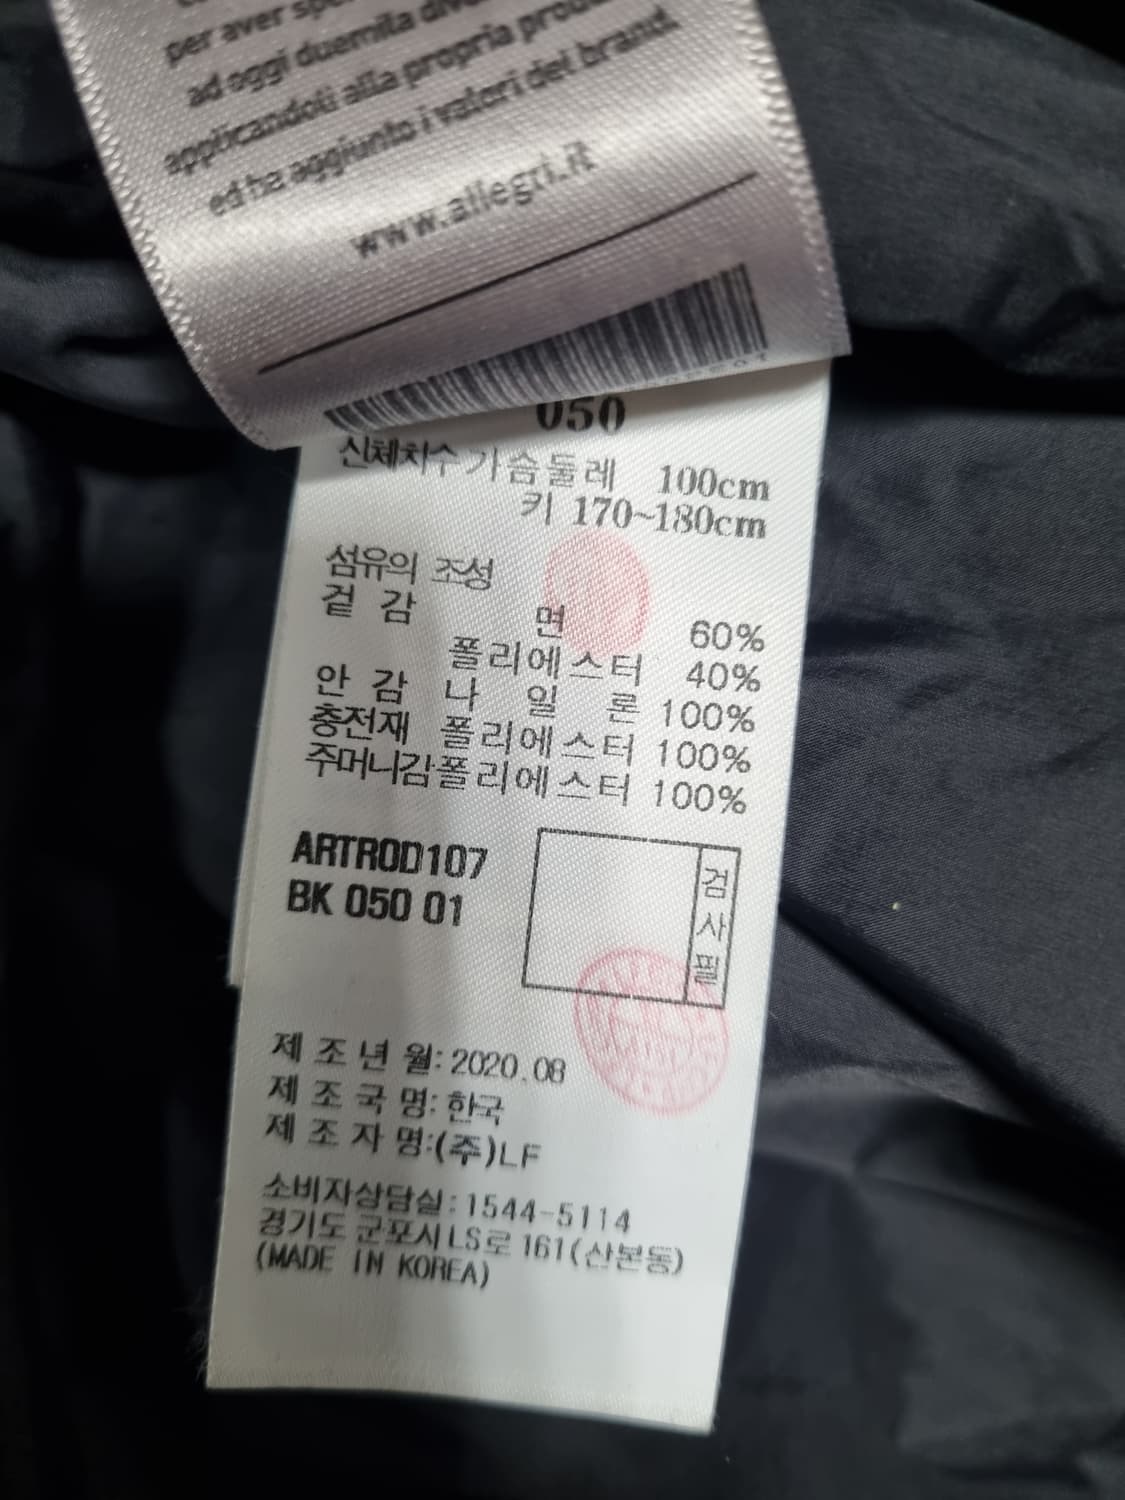 per aver
ad oggi duemila
applicandoli alla propria
ed ha aggiunto i valori del brand.
www.allegri.it
050
신체치수 가슴둘레 100cm
키 170~180cm
섬유의 조성
겉 감 면 60%
폴리에스터 40%
안 감 나 일 론 100%
충전재 폴리에스터 100%
주머니감폴리에스터 100%
ARTROD107
BK 050 01
검사필
제 조 년 월: 2020.08
제 조 국 명: 한국
제 조 자 명:(주)LF
소비자상담실: 1544-5114
경기도 군포시 LS로 161(산본동)
(MADE IN KOREA)